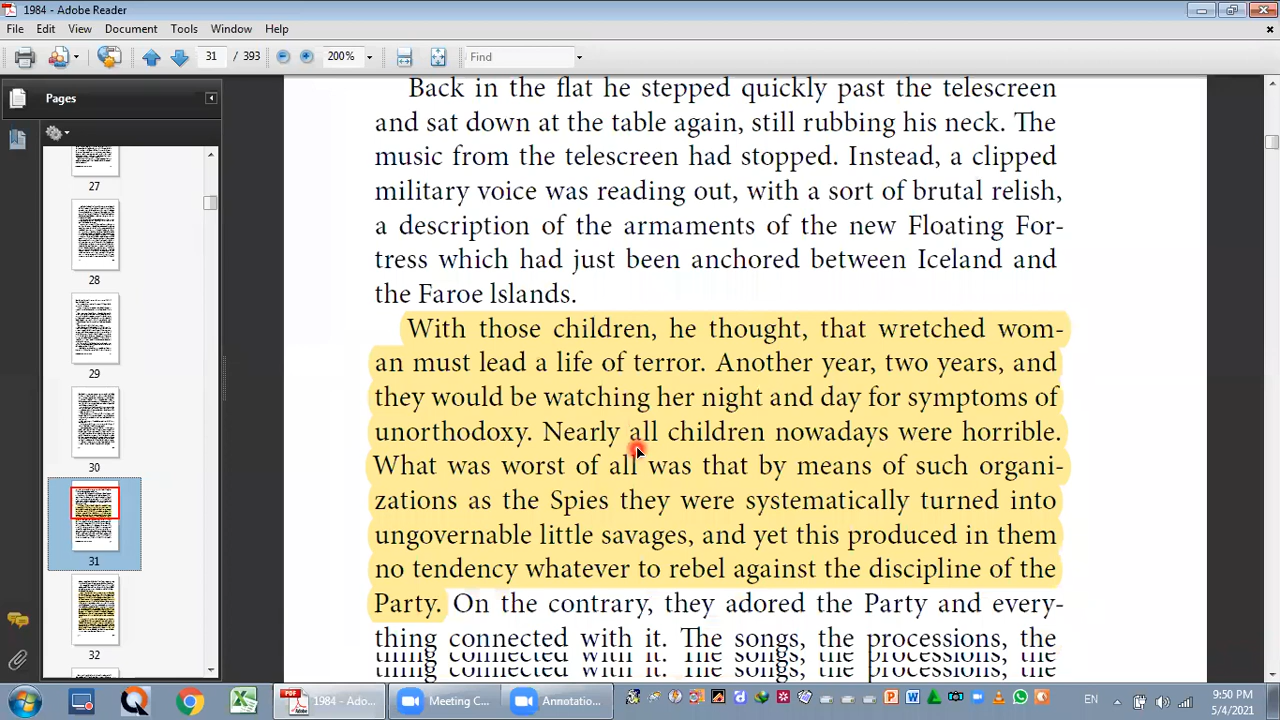 1984 - Adobe Reader
File Edit View Document Tools Window Help
31 / 393 200% Find
Pages
27
28
29
30
31
32
Back in the flat he stepped quickly past the telescreen
and sat down at the table again, still rubbing his neck. The
music from the telescreen had stopped. Instead, a clipped
military voice was reading out, with a sort of brutal relish,
a description of the armaments of the new Floating For-
tress which had just been anchored between Iceland and
the Faroe lslands.
With those children, he thought, that wretched wom-
an must lead a life of terror. Another year, two years, and
they would be watching her night and day for symptoms of
unorthodoxy. Nearly all children nowadays were horrible.
What was worst of all was that by means of such organi-
zations as the Spies they were systematically turned into
ungovernable little savages, and yet this produced in them
no tendency whatever to rebel against the discipline of the
Party. On the contrary, they adored the Party and every-
thing connected with it. The songs, the processions, the
thing connected with it. The songs, the processions, the
1984 - Ado... Meeting C... Annotatio... EN 9:50 PM
5/4/2021